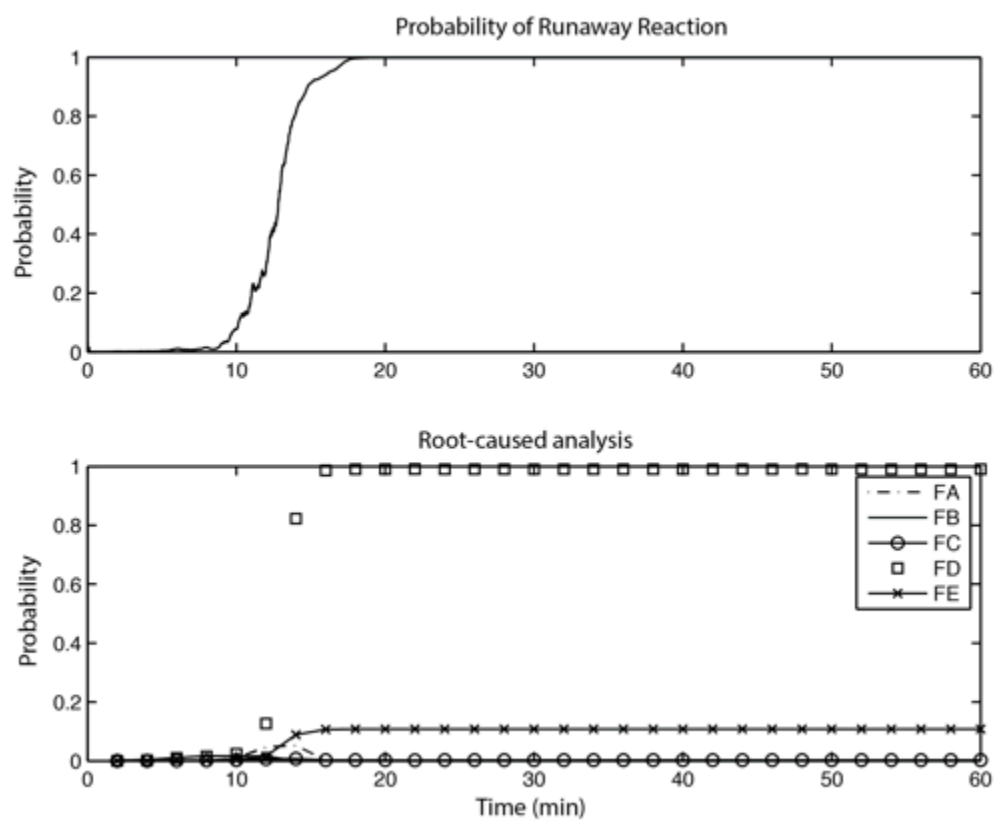 Probability of Runaway Reaction
1
0.8
0.6
0.4
0.2
0
Probability
0 10 20 30 40 50 60
Root-caused analysis
1
0.8
0.6
0.4
0.2
0
Probability
FA
FB
FC
FD
FE
0 10 20 30 40 50 60
Time (min)